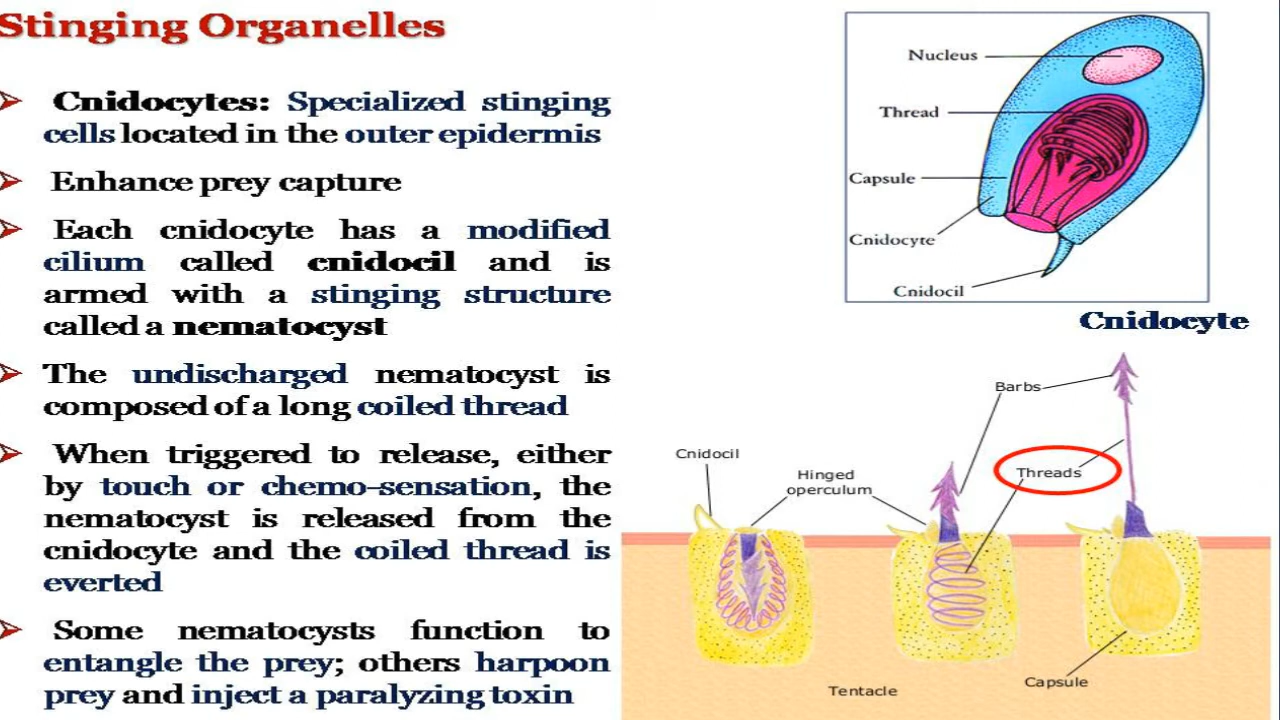 Stinging Organelles
Cnidocytes: Specialized stinging
cells located in the outer epidermis
Enhance prey capture
Each cnidocyte has a modified
cilium called cnidocil and is
armed with a stinging structure
called a nematocyst
The undischarged nematocyst is
composed of a long coiled thread
When triggered to release, either
by touch or chemo-sensation, the
nematocyst is released from the
cnidocyte and the coiled thread is
everted
Some nematocysts function to
entangle the prey; others harpoon
prey and inject a paralyzing toxin
Nucleus
Thread
Capsule
Cnidocyte
Cnidocil
Cnidocyte
Barbs
Cnidocil
Hinged
operculum
Threads
Capsule
Tentacle